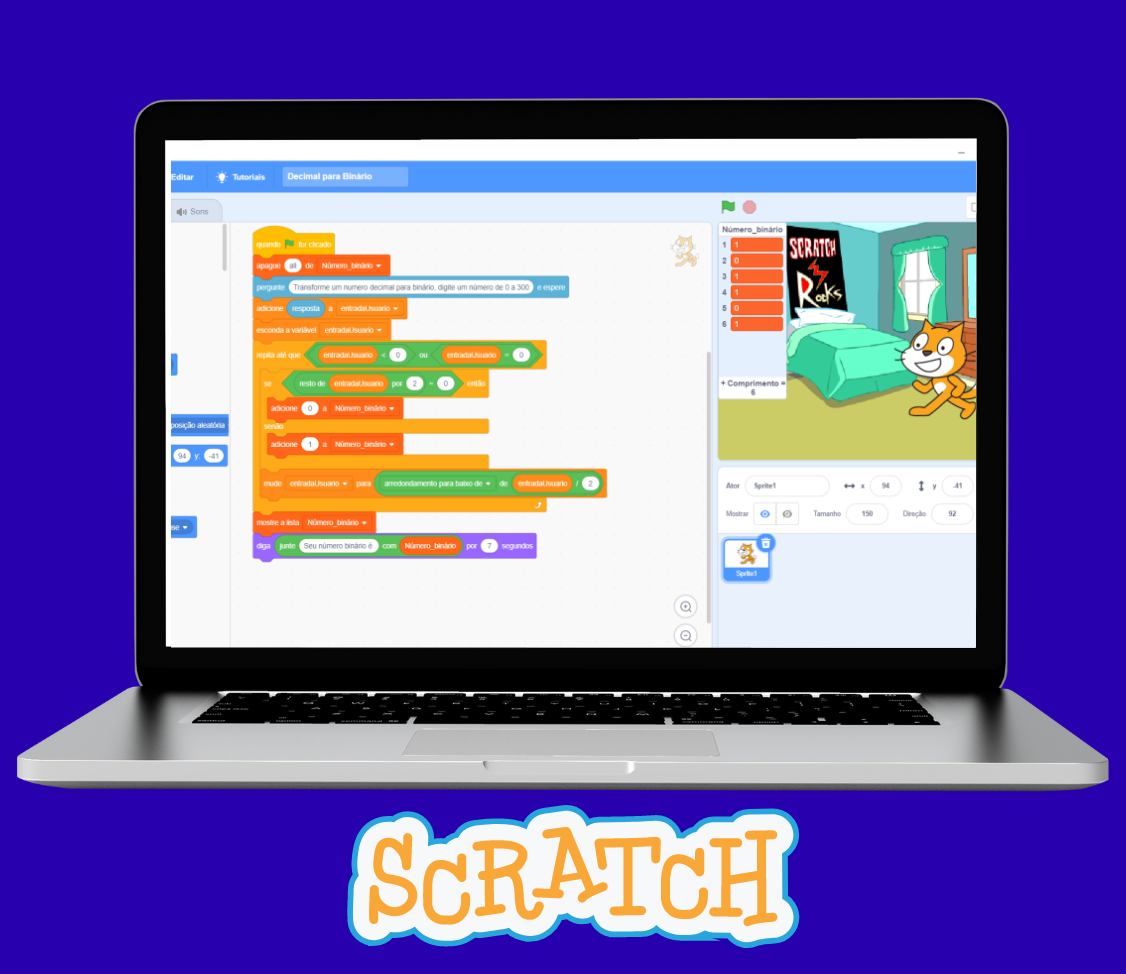 Editar Tutoriais Decimal para Binário
Sons
quando for clicado
apague all de Número_binário
pergunte Transforme um numero decimal para binário, digite um número de 0 a 300 e espere
adicione resposta a entradaUsuario
esconda a variável entradaUsuario
repita até que entradaUsuario < 0 ou entradaUsuario = 0
se resto de entradaUsuario por 2 = 0 então
adicione 0 a Número_binário
senão
adicione 1 a Número_binário
mude entradaUsuario para arredondamento para baixo de de entradaUsuario / 2
mostre a lista Número_binário
diga junte Seu número binário é com Número_binário por 7 segundos
posição aleatória
94 y: -41
se
Número_binário
1 1
2 0
3 1
4 1
5 0
6 1
+ Comprimento =
6
SCRATCH
ROCKS
Ator Sprite1 x 94 y -41
Mostrar Tamanho 150 Direção 92
Sprite1
SCRATCH